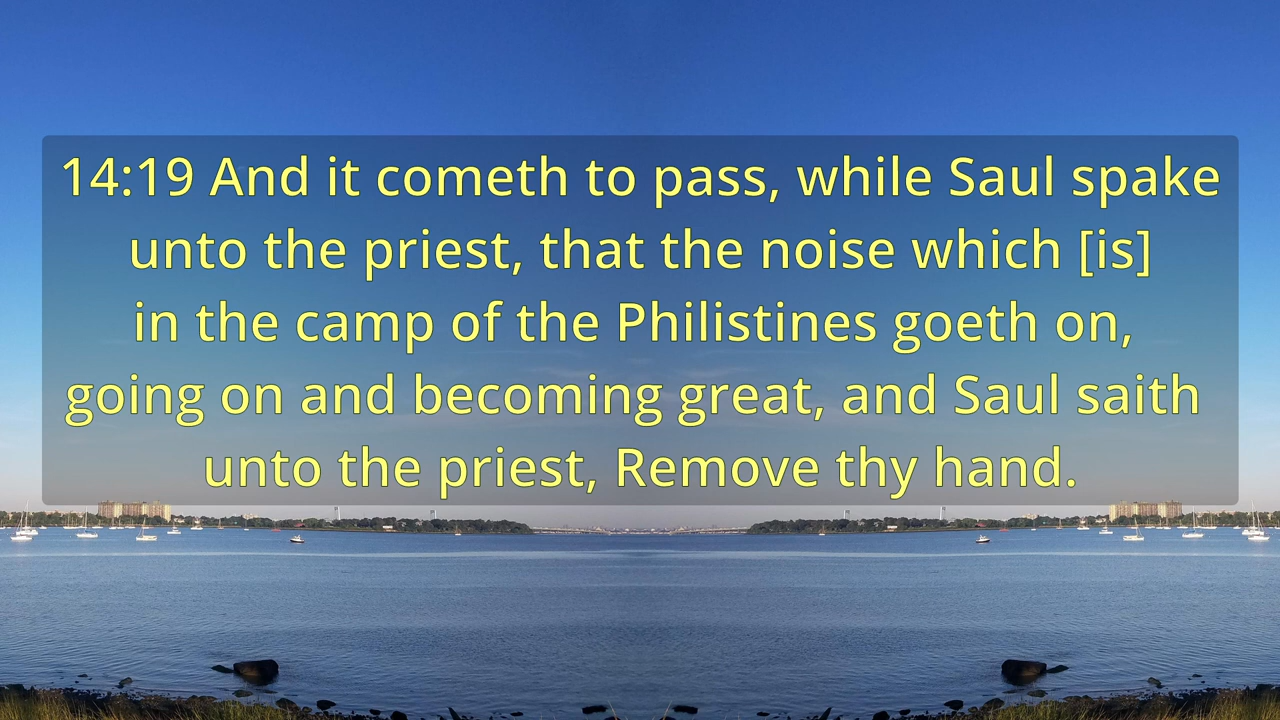 14:19 And it cometh to pass, while Saul spake
unto the priest, that the noise which [is]
in the camp of the Philistines goeth on,
going on and becoming great, and Saul saith
unto the priest, Remove thy hand.